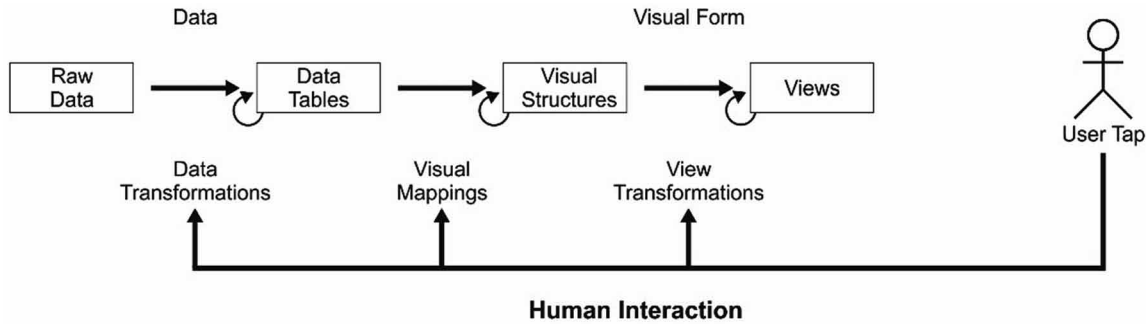 Data
Visual Form
Raw
Data
Data
Tables
Visual
Structures
Views
User Tap
Data
Transformations
Visual
Mappings
View
Transformations
Human Interaction